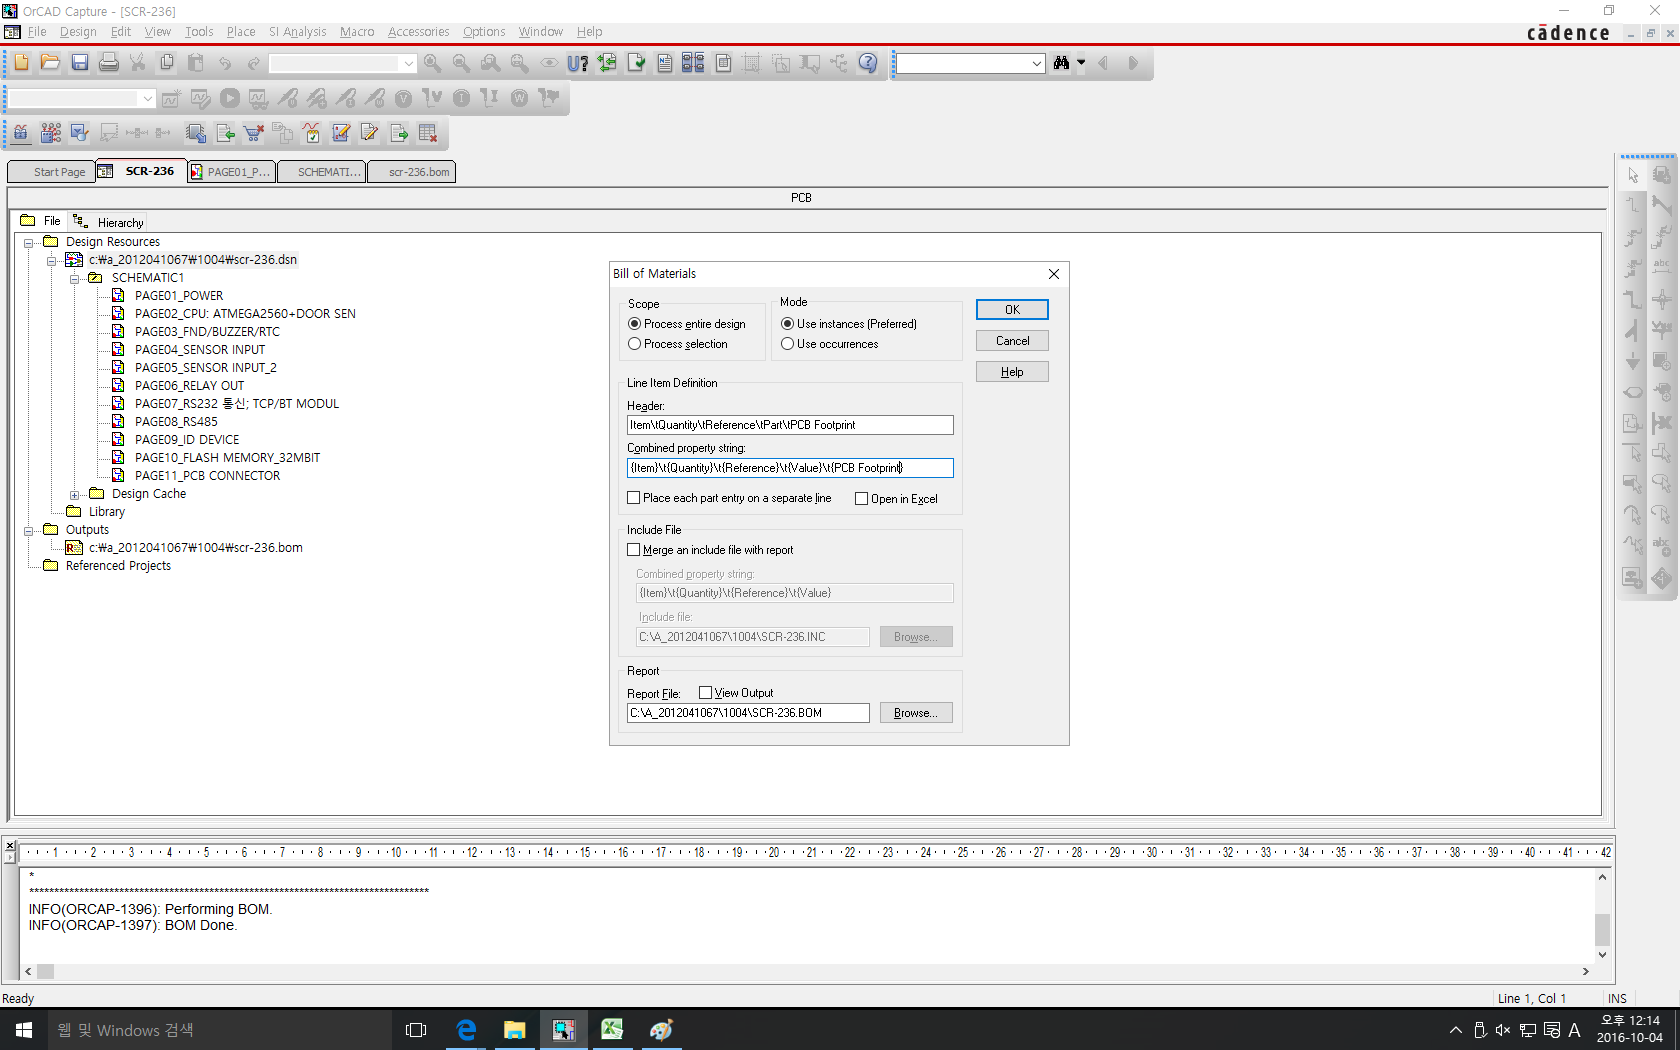 OrCAD Capture - [SCR-236]
File Design Edit View Tools Place SI Analysis Macro Accessories Options Window Help
cādence
U?
V V I I W
Start Page SCR-236 PAGE01_P... SCHEMATI... scr-236.bom
PCB
File Hierarchy
Design Resources
c:₩a_2012041067₩1004₩scr-236.dsn
SCHEMATIC1
PAGE01_POWER
PAGE02_CPU: ATMEGA2560+DOOR SEN
PAGE03_FND/BUZZER/RTC
PAGE04_SENSOR INPUT
PAGE05_SENSOR INPUT_2
PAGE06_RELAY OUT
PAGE07_RS232 통신; TCP/BT MODUL
PAGE08_RS485
PAGE09_ID DEVICE
PAGE10_FLASH MEMORY_32MBIT
PAGE11_PCB CONNECTOR
Design Cache
Library
Outputs
c:₩a_2012041067₩1004₩scr-236.bom
Referenced Projects
Bill of Materials
Scope
Process entire design
Process selection
Mode
Use instances (Preferred)
Use occurrences
OK
Cancel
Help
Line Item Definition
Header:
Item\tQuantity\tReference\tPart\tPCB Footprint
Combined property string:
{Item}\t{Quantity}\t{Reference}\t{Value}\t{PCB Footprint}
Place each part entry on a separate line
Open in Excel
Include File
Merge an include file with report
Combined property string:
{Item}\t{Quantity}\t{Reference}\t{Value}
Include file:
C:\A_2012041067\1004\SCR-236.INC
Browse...
Report
Report File:
View Output
C:\A_2012041067\1004\SCR-236.BOM
Browse...
1 2 3 4 5 6 7 8 9 10 11 12 13 14 15 16 17 18 19 20 21 22 23 24 25 26 27 28 29 30 31 32 33 34 35 36 37 38 39 40 41 42
*
********************************************************************************
INFO(ORCAP-1396): Performing BOM.
INFO(ORCAP-1397): BOM Done.
Ready
Line 1, Col 1 INS
웹 및 Windows 검색
A
오후 12:14
2016-10-04